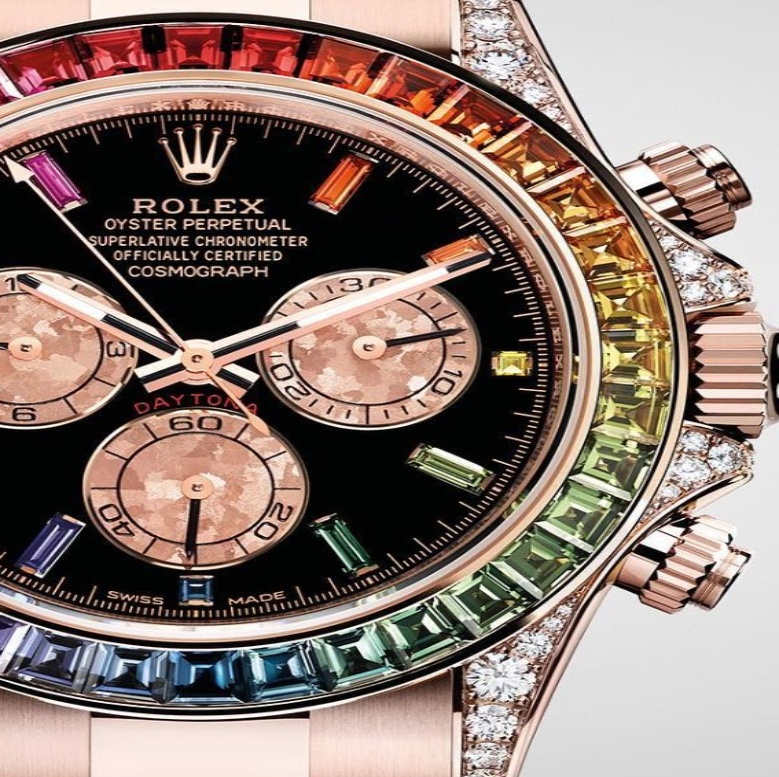 ROLEX
OYSTER PERPETUAL
SUPERLATIVE CHRONOMETER
OFFICIALLY CERTIFIED
COSMOGRAPH
3
6
30
10
20
DAYTONA
60
20
40
SWISS MADE